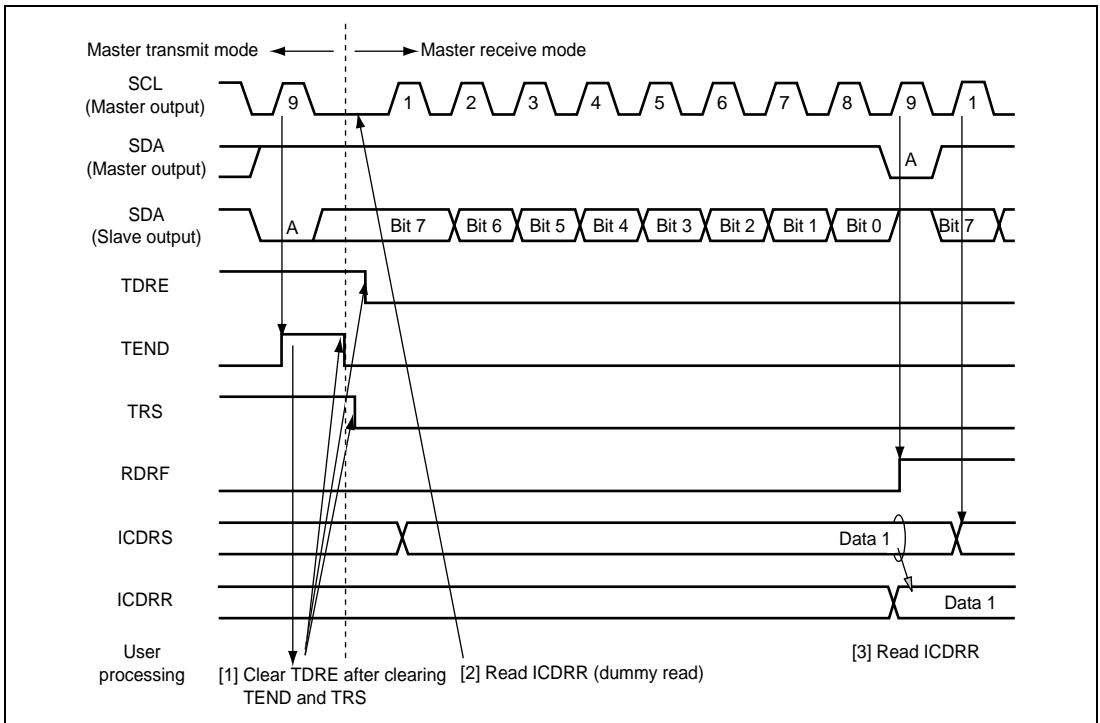 Master transmit mode
Master receive mode
SCL
(Master output)
9
1
2
3
4
5
6
7
8
9
1
SDA
(Master output)
A
SDA
(Slave output)
A
Bit 7
Bit 6
Bit 5
Bit 4
Bit 3
Bit 2
Bit 1
Bit 0
Bit 7
TDRE
TEND
TRS
RDRF
ICDRS
Data 1
ICDRR
Data 1
User
processing
[1] Clear TDRE after clearing
TEND and TRS
[2] Read ICDRR (dummy read)
[3] Read ICDRR